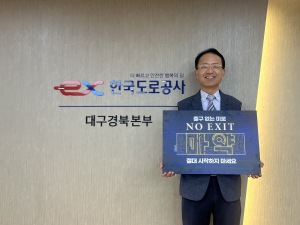 더 빠르고 안전한 행복의 길
ex 한국도로공사
대구경북본부
출구 없는 미로
NO EXIT
마약
절대 시작하지 마세요